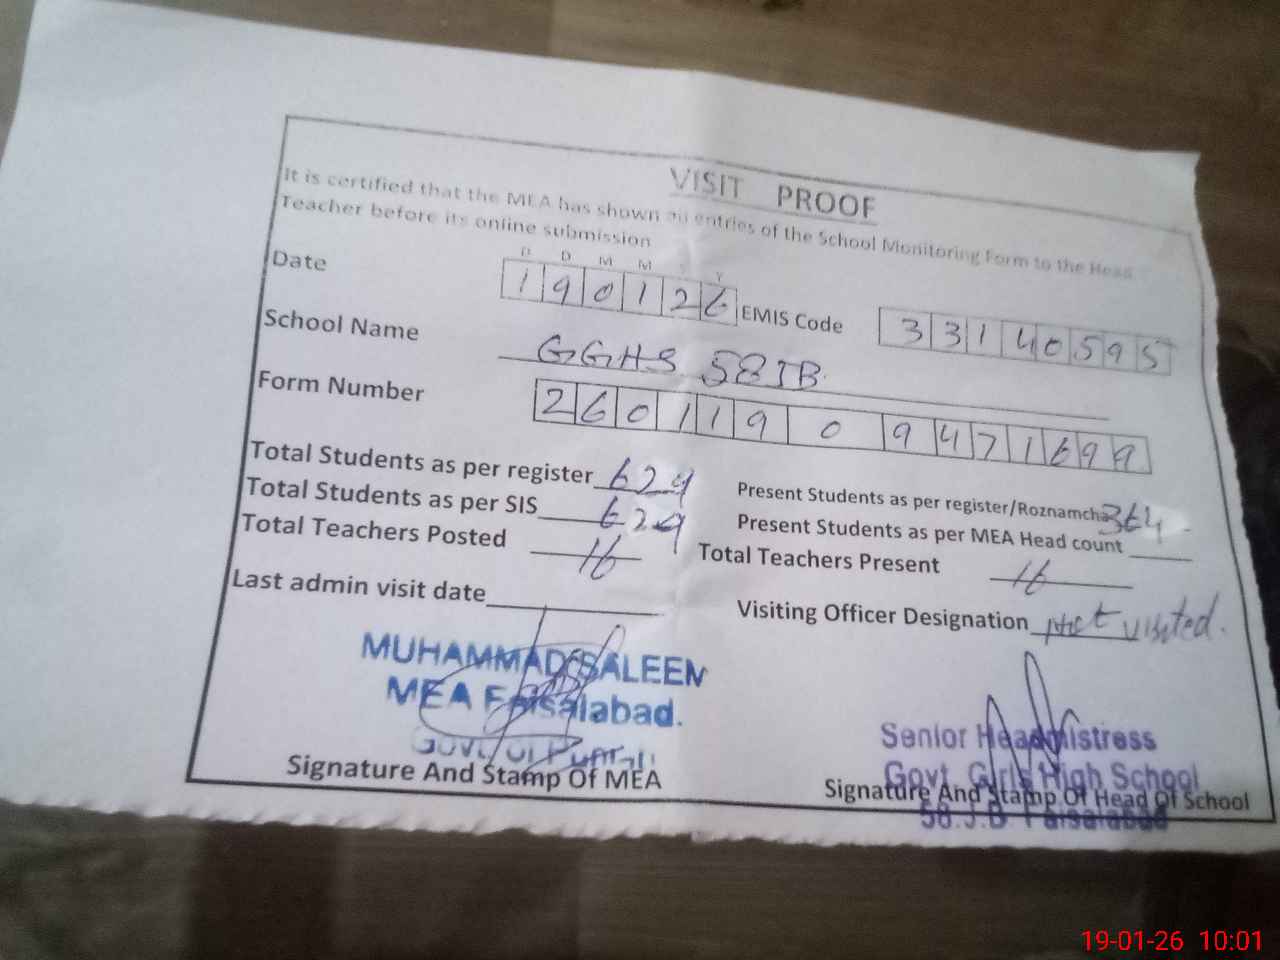 VISIT PROOF
It is certified that the MEA has shown all entries of the School Monitoring Form to the Head
Teacher before its online submission
D D M M Y Y
Date 1 9 0 1 2 6 EMIS Code 3 3 1 4 0 5 9 5
School Name GGHS 58JB.
Form Number 2 6 0 1 1 9 0 9 4 7 1 6 9 9
Total Students as per register 629 Present Students as per register/Roznamcha 364
Total Students as per SIS 629 Present Students as per MEA Head count
Total Teachers Posted 16 Total Teachers Present 16
Last admin visit date Visiting Officer Designation not visited.
MUHAMMAD SALEEM
MEA Faisalabad.
Govt. of Punjab
Signature And Stamp Of MEA
Senior Headmistress
Govt. Girls High School
Signature And Stamp Of Head Of School
58.J.B. Faisalabad
19-01-26 10:01